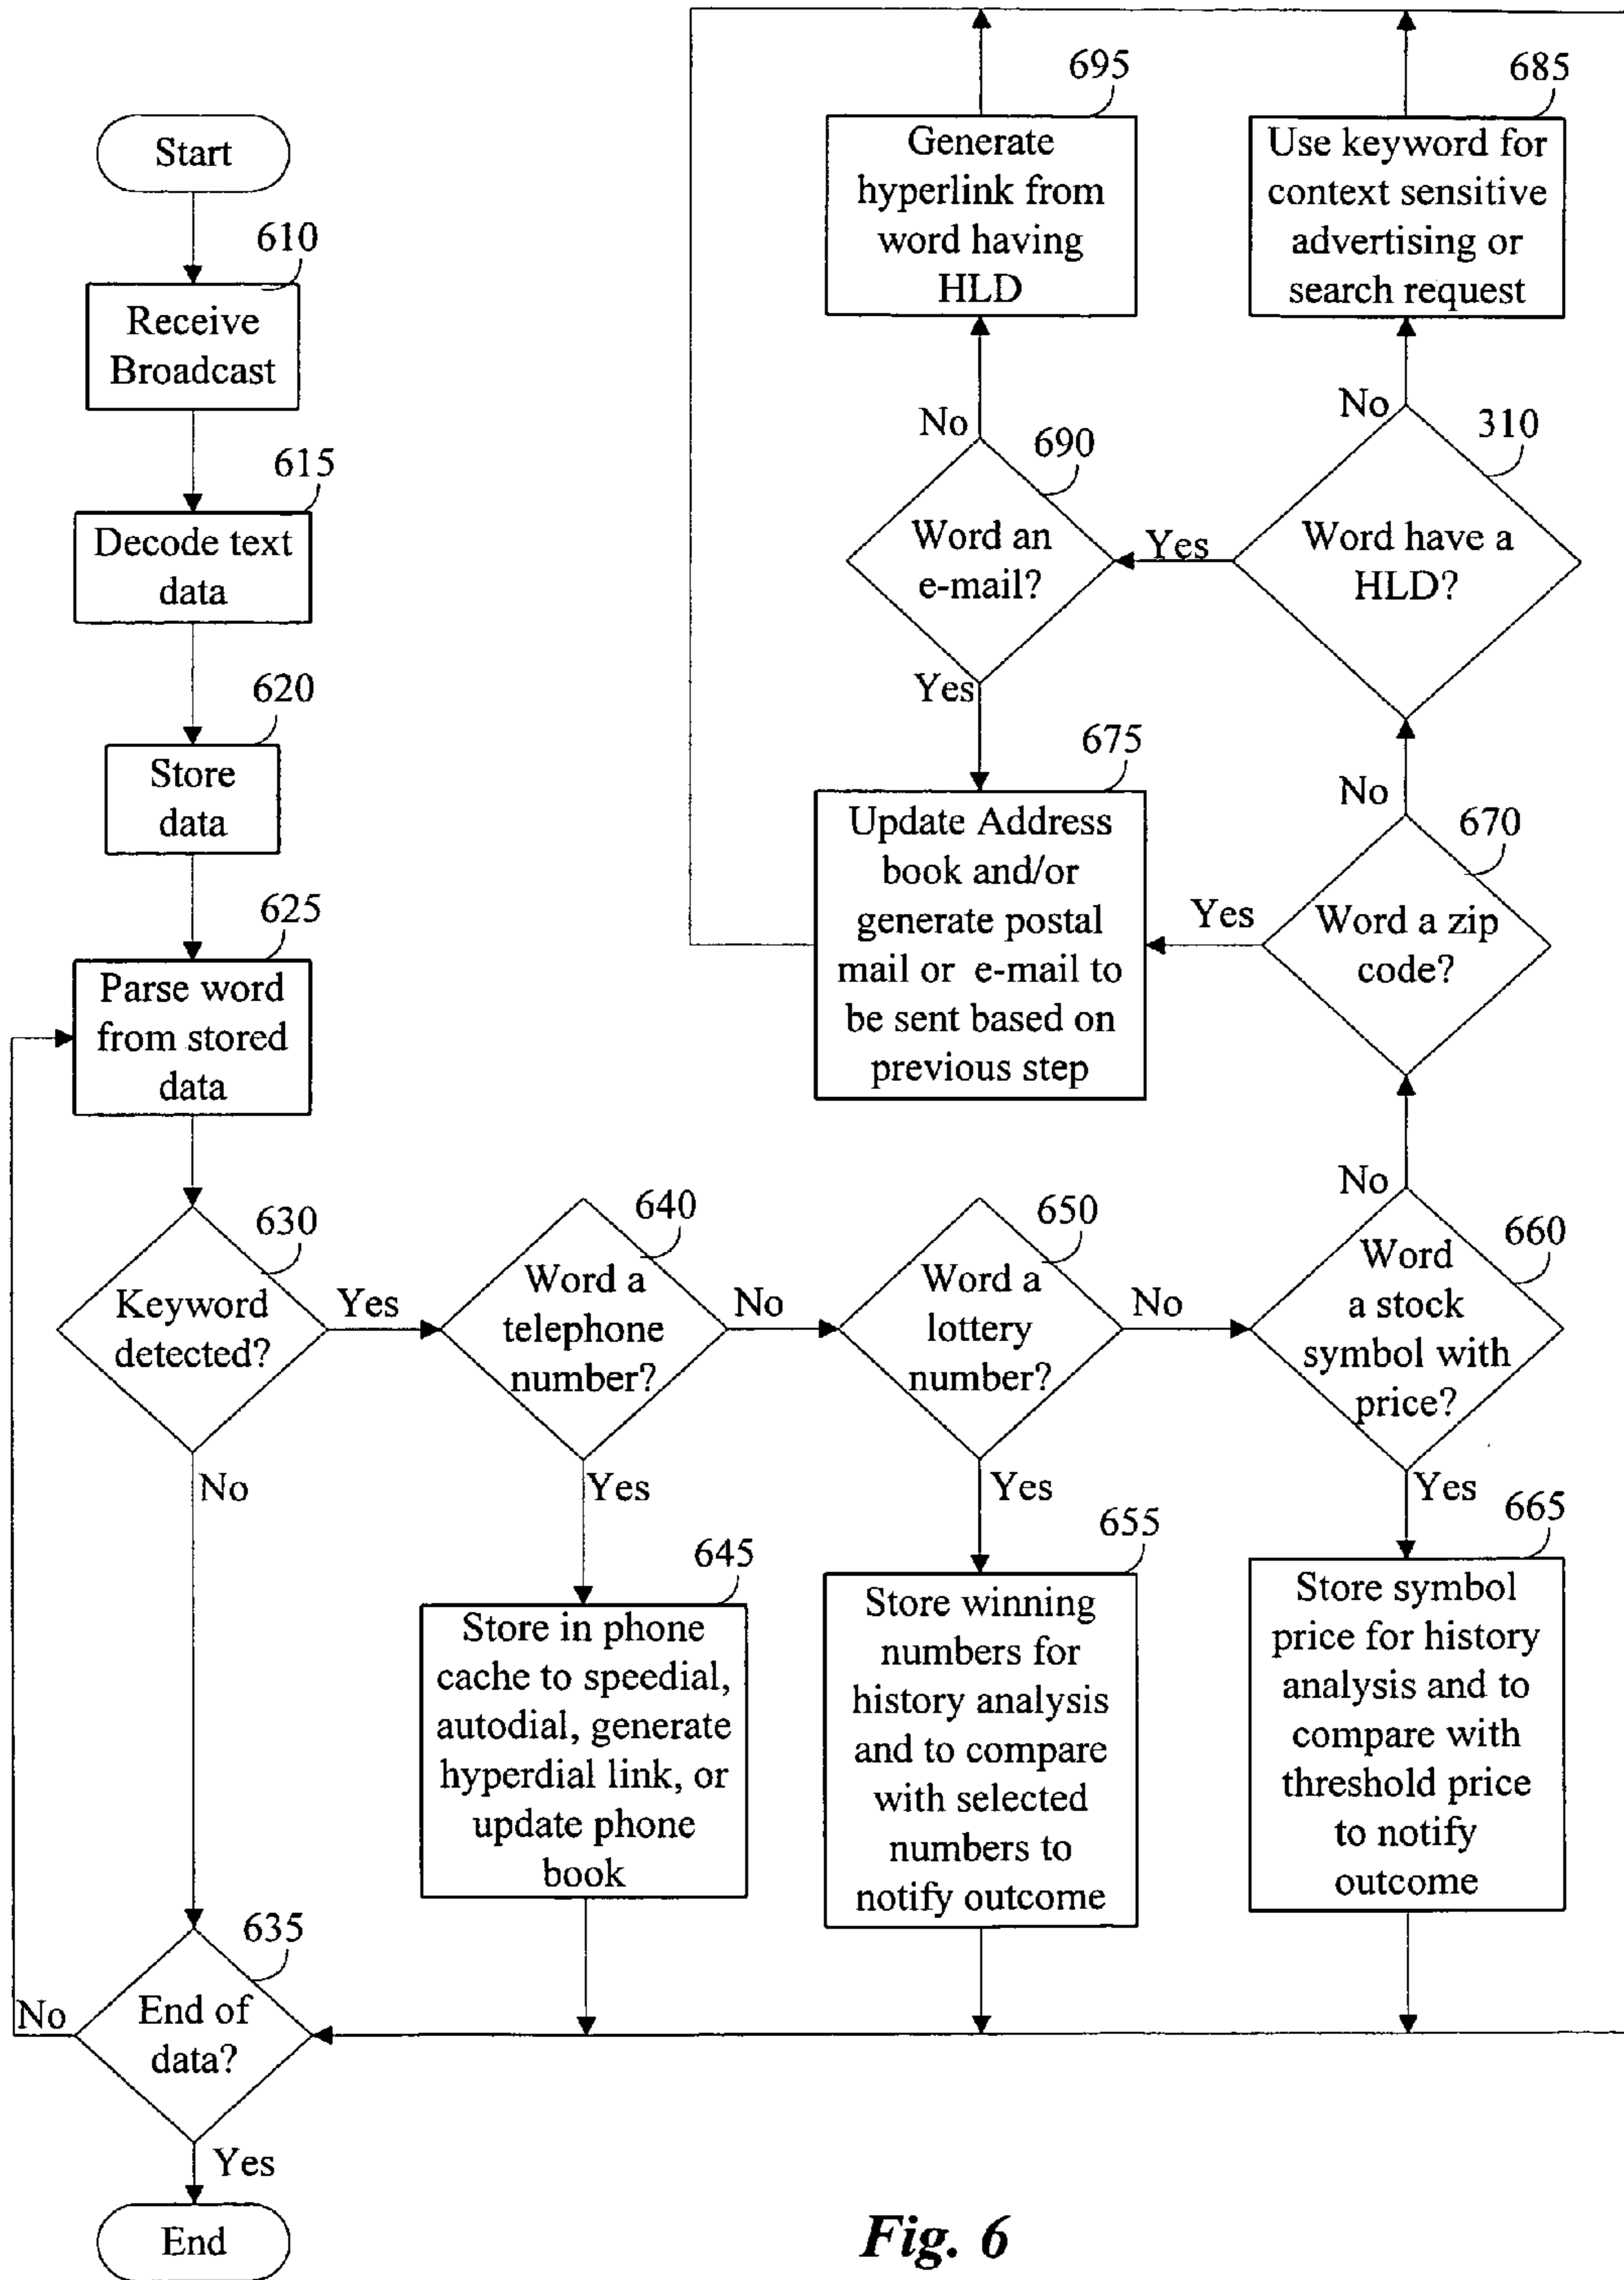 Start
610
Receive
Broadcast
615
Decode text
data
620
Store
data
625
Parse word
from stored
data
630
Keyword
detected?
Yes
No
640
Word a
telephone
number?
No
Yes
645
Store in phone
cache to speedial,
autodial, generate
hyperdial link, or
update phone
book
650
Word a
lottery
number?
No
Yes
655
Store winning
numbers for
history analysis
and to compare
with selected
numbers to
notify outcome
660
Word
a stock
symbol with
price?
No
Yes
665
Store symbol
price for history
analysis and to
compare with
threshold price
to notify
outcome
670
Word a zip
code?
Yes
No
675
Update Address
book and/or
generate postal
mail or e-mail to
be sent based on
previous step
310
Word have a
HLD?
Yes
No
685
Use keyword for
context sensitive
advertising or
search request
690
Word an
e-mail?
No
Yes
695
Generate
hyperlink from
word having
HLD
635
End of
data?
No
Yes
End
Fig. 6